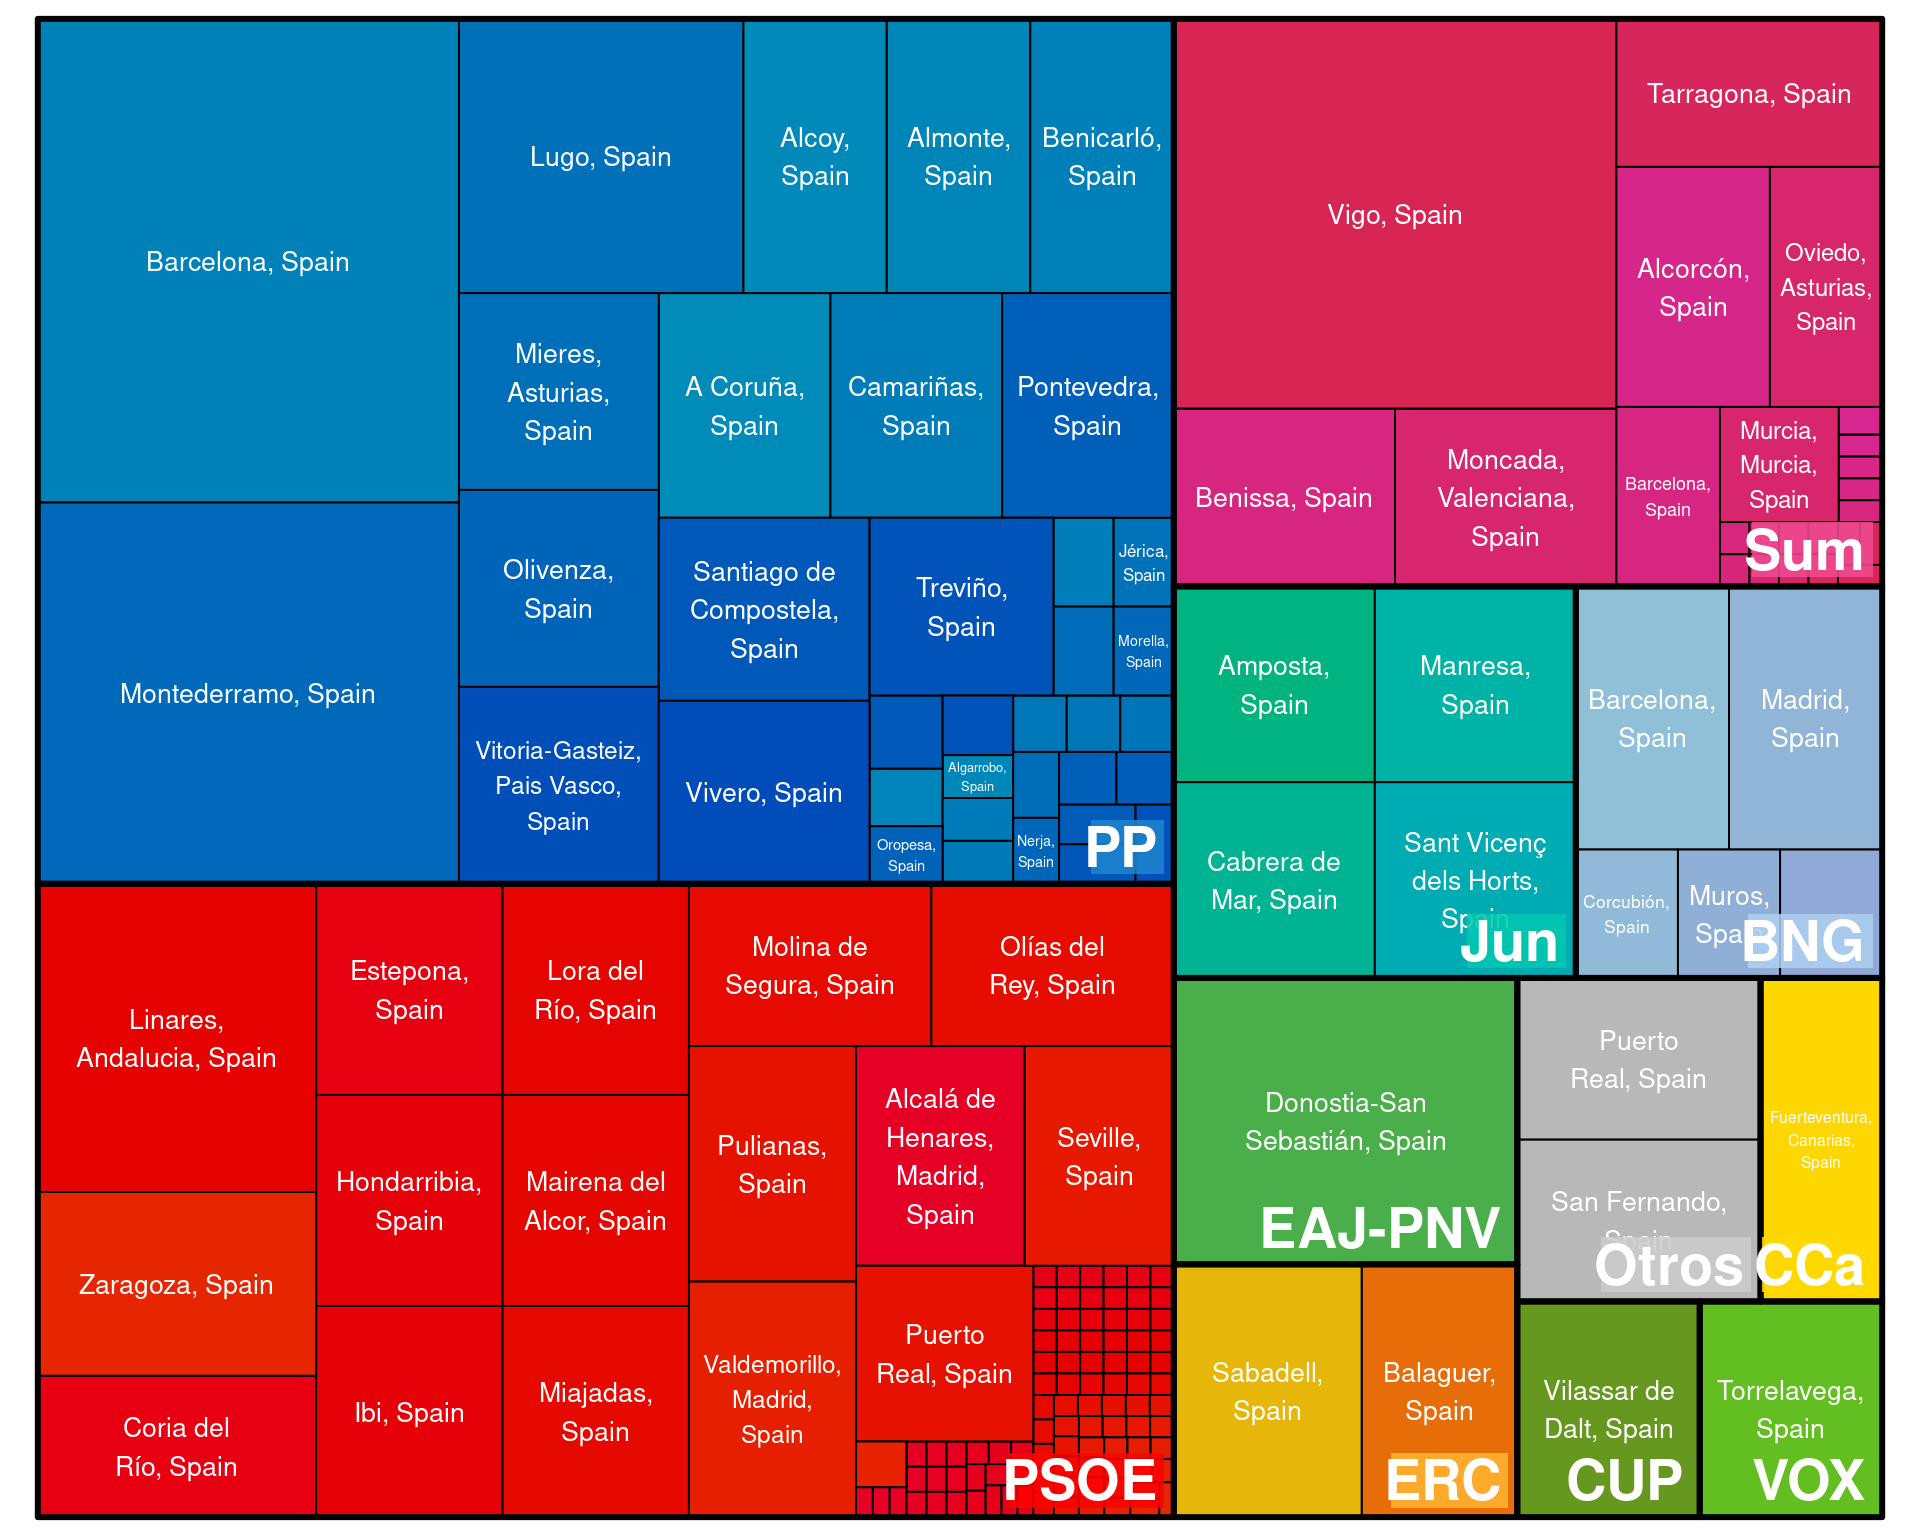 Barcelona, Spain
Lugo, Spain
Alcoy,
Spain
Almonte,
Spain
Benicarló,
Spain
Mieres,
Asturias,
Spain
A Coruña,
Spain
Camariñas,
Spain
Pontevedra,
Spain
Montederramo, Spain
Olivenza,
Spain
Santiago de
Compostela,
Spain
Treviño,
Spain
Jérica,
Spain
Morella,
Spain
Vitoria-Gasteiz,
Pais Vasco,
Spain
Vivero, Spain
Algarrobo,
Spain
Oropesa,
Spain
Nerja,
Spain
PP
Vigo, Spain
Tarragona, Spain
Alcorcón,
Spain
Oviedo,
Asturias,
Spain
Benissa, Spain
Moncada,
Valenciana,
Spain
Barcelona,
Spain
Murcia,
Murcia,
Spain
Sum
Amposta,
Spain
Manresa,
Spain
Cabrera de
Mar, Spain
Sant Vicenç
dels Horts,
Spain
Jun
Barcelona,
Spain
Madrid,
Spain
Corcubión,
Spain
Muros,
Spain
BNG
Linares,
Andalucia, Spain
Estepona,
Spain
Lora del
Río, Spain
Molina de
Segura, Spain
Olías del
Rey, Spain
Zaragoza, Spain
Hondarribia,
Spain
Mairena del
Alcor, Spain
Pulianas,
Spain
Alcalá de
Henares,
Madrid,
Spain
Seville,
Spain
Coria del
Río, Spain
Ibi, Spain
Miajadas,
Spain
Valdemorillo,
Madrid,
Spain
Puerto
Real, Spain
PSOE
Donostia-San
Sebastián, Spain
EAJ-PNV
Puerto
Real, Spain
San Fernando,
Spain
Otros
Fuerteventura,
Canarias,
Spain
CCa
Sabadell,
Spain
Balaguer,
Spain
ERC
Vilassar de
Dalt, Spain
CUP
Torrelavega,
Spain
VOX